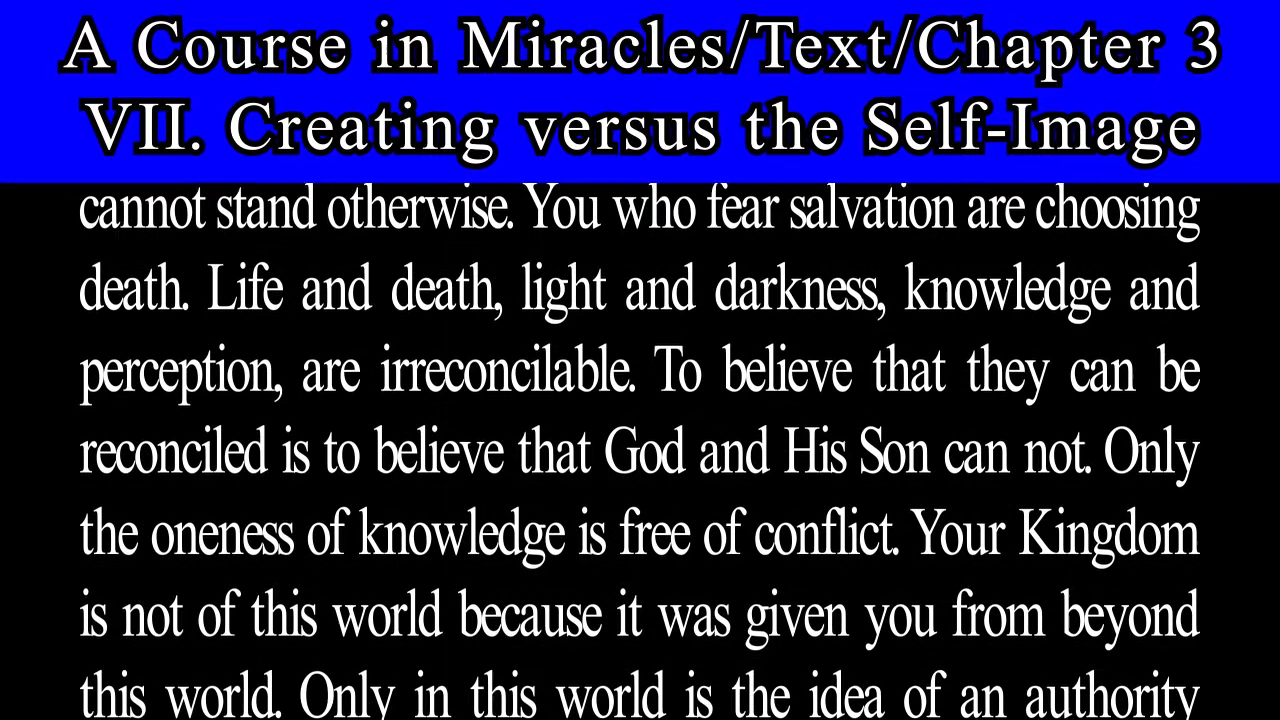 A Course in Miracles/Text/Chapter 3
VII. Creating versus the Self-Image
cannot stand otherwise. You who fear salvation are choosing
death. Life and death, light and darkness, knowledge and
perception, are irreconcilable. To believe that they can be
reconciled is to believe that God and His Son can not. Only
the oneness of knowledge is free of conflict. Your Kingdom
is not of this world because it was given you from beyond
this world. Only in this world is the idea of an authority